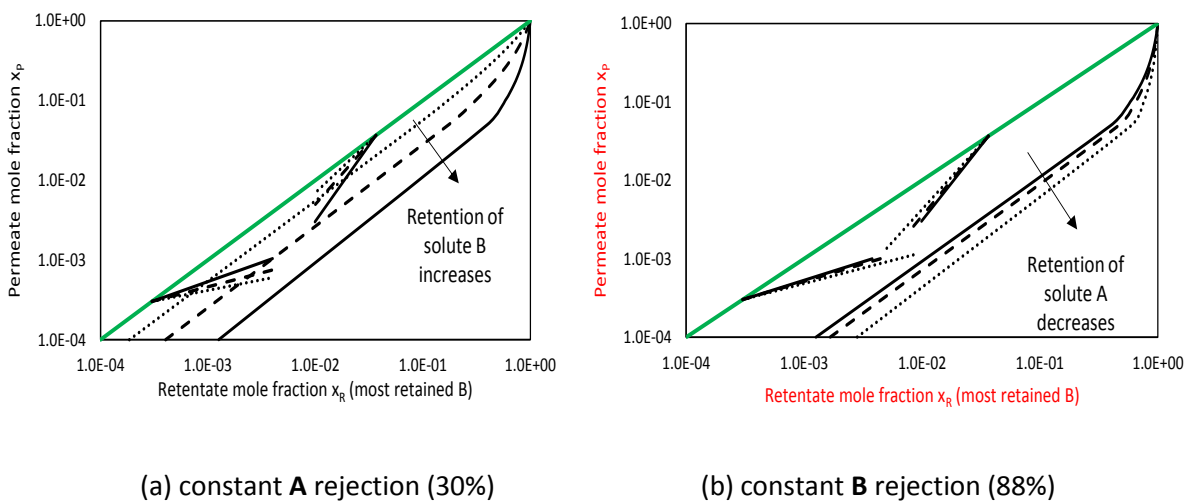 1.0E+00
1.0E-01
1.0E-02
1.0E-03
1.0E-04
Permeate mole fraction xP
Retention of
solute B
increases
1.0E-04 1.0E-03 1.0E-02 1.0E-01 1.0E+00
Retentate mole fraction xR (most retained B)
(a) constant A rejection (30%)
1.0E+00
1.0E-01
1.0E-02
1.0E-03
1.0E-04
Permeate mole fraction xP
Retention of
solute A
decreases
1.0E-04 1.0E-03 1.0E-02 1.0E-01 1.0E+00
Retentate mole fraction xR (most retained B)
(b) constant B rejection (88%)